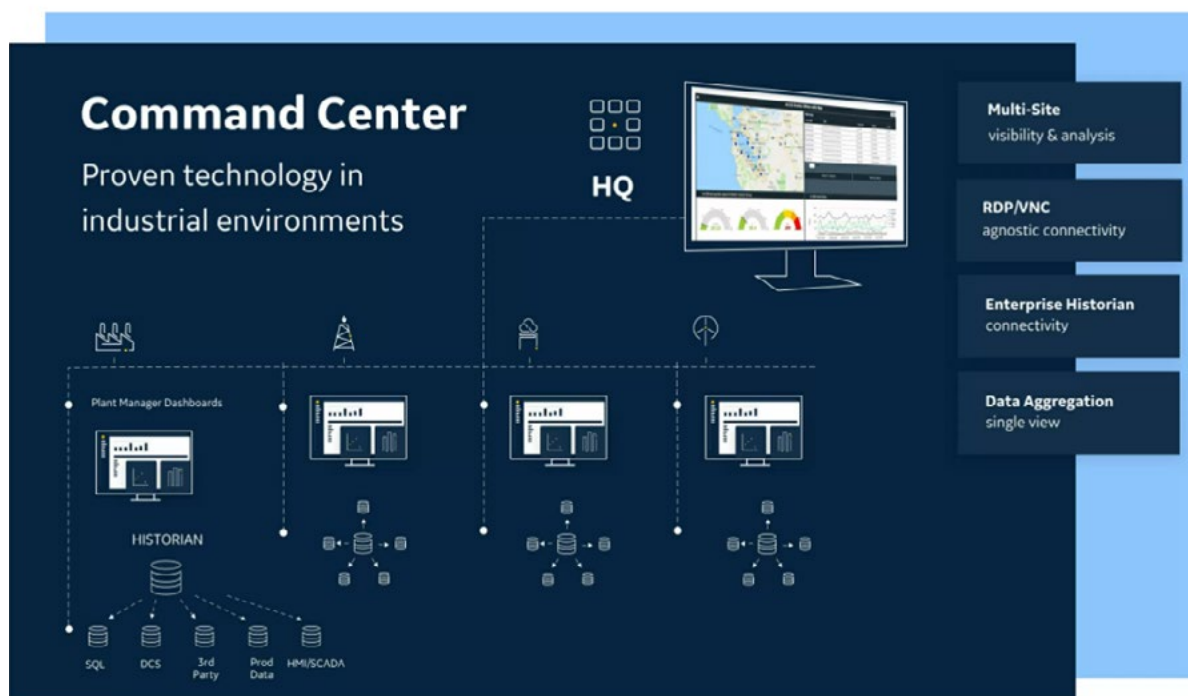 Command Center
Proven technology in
industrial environments
HQ
Multi-Site
visibility & analysis
RDP/VNC
agnostic connectivity
Enterprise Historian
connectivity
Data Aggregation
single view
Plant Manager Dashboards
HISTORIAN
SQL
DCS
3rd
Party
Prod
Data
HMI/SCADA